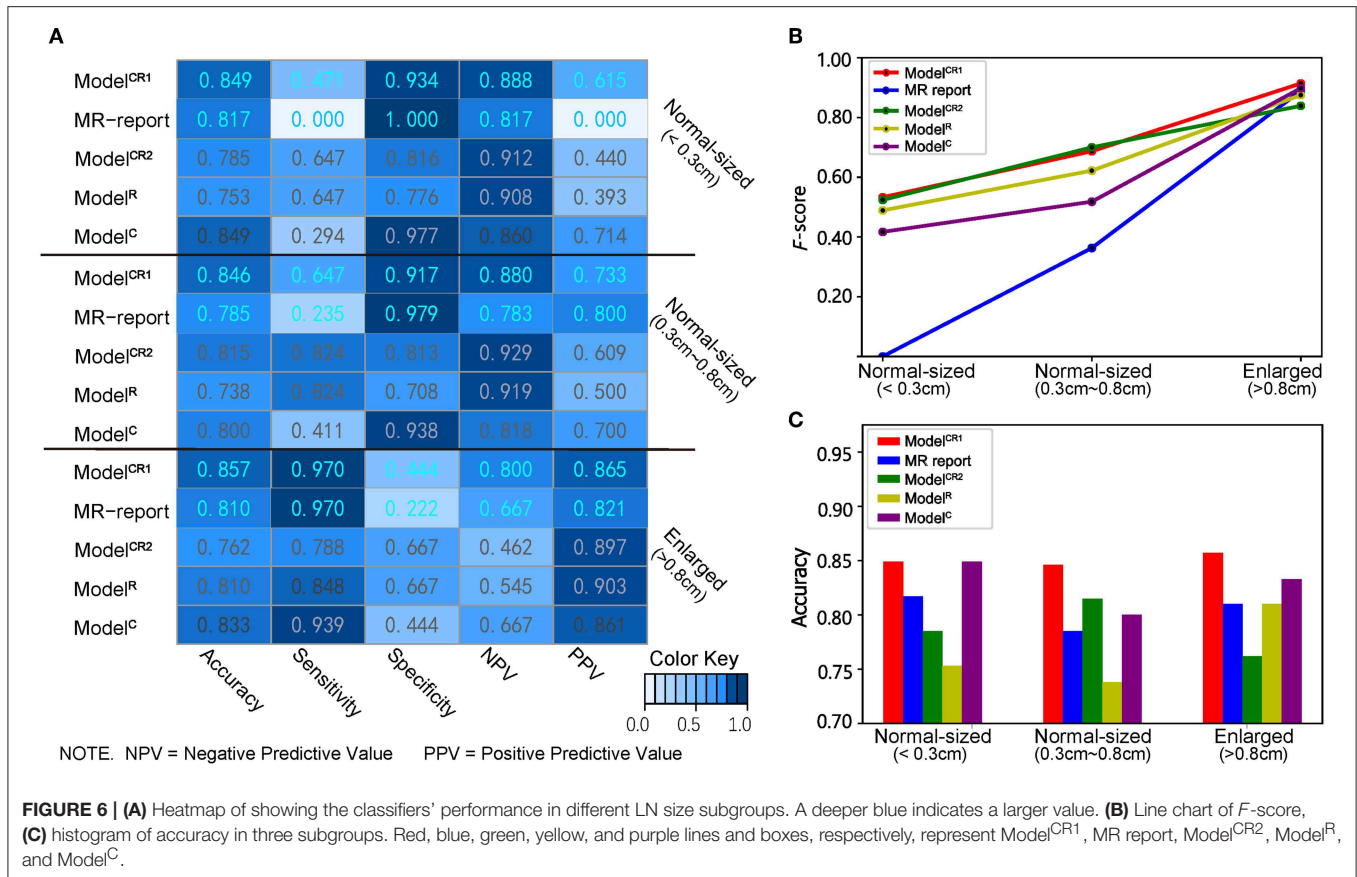 A
Model^CR1 0.849 0.471 0.934 0.888 0.615
MR-report 0.817 0.000 1.000 0.817 0.000
Model^CR2 0.785 0.647 0.816 0.912 0.440
Model^R 0.753 0.647 0.776 0.908 0.393
Model^C 0.849 0.294 0.977 0.860 0.714
Normal-sized
(< 0.3cm)
Model^CR1 0.846 0.647 0.917 0.880 0.733
MR-report 0.785 0.235 0.979 0.783 0.800
Model^CR2 0.815 0.824 0.813 0.929 0.609
Model^R 0.738 0.824 0.708 0.919 0.500
Model^C 0.800 0.411 0.938 0.818 0.700
Normal-sized
(0.3cm~0.8cm)
Model^CR1 0.857 0.970 0.444 0.800 0.865
MR-report 0.810 0.970 0.222 0.667 0.821
Model^CR2 0.762 0.788 0.667 0.462 0.897
Model^R 0.810 0.848 0.667 0.545 0.903
Model^C 0.833 0.939 0.444 0.667 0.861
Enlarged
(>0.8cm)
Accuracy Sensitivity Specificity NPV PPV
Color Key
0.0 0.5 1.0
NOTE. NPV = Negative Predictive Value PPV = Positive Predictive Value
B
Model^CR1
MR report
Model^CR2
Model^R
Model^C
F-score
1.00
0.80
0.60
0.40
0.20
Normal-sized Normal-sized Enlarged
(< 0.3cm) (0.3cm~0.8cm) (>0.8cm)
C
Model^CR1
MR report
Model^CR2
Model^R
Model^C
Accuracy
0.95
0.90
0.85
0.80
0.75
0.70
Normal-sized Normal-sized Enlarged
(< 0.3cm) (0.3cm~0.8cm) (>0.8cm)
FIGURE 6 | (A) Heatmap of showing the classifiers' performance in different LN size subgroups. A deeper blue indicates a larger value. (B) Line chart of F-score,
(C) histogram of accuracy in three subgroups. Red, blue, green, yellow, and purple lines and boxes, respectively, represent Model^CR1, MR report, Model^CR2, Model^R,
and Model^C.